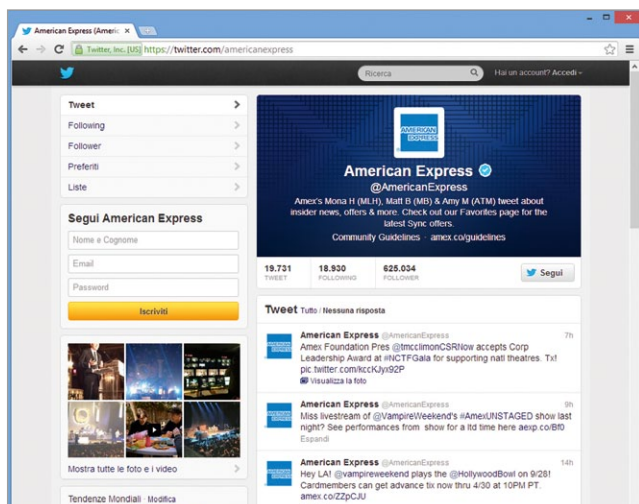 American Express (Americ
Twitter, Inc. [US] https://twitter.com/americanexpress
Ricerca
Hai un account? Accedi
Tweet
Following
Follower
Preferiti
Liste
Segui American Express
Nome e Cognome
Email
Password
Iscriviti
Mostra tutte le foto e i video
Tendenze Mondiali · Modifica
AMERICAN
EXPRESS
American Express
@AmericanExpress
Amex's Mona H (MLH), Matt B (MB) & Amy M (ATM) tweet about
insider news, offers & more. Check out our Favorites page for the
latest Sync offers.
Community Guidelines · amex.co/guidelines
19.731
TWEET
18.930
FOLLOWING
625.034
FOLLOWER
Segui
Tweet Tutto / Nessuna risposta
American Express @AmericanExpress 7h
Amex Foundation Pres @tmcclimonCSRNow accepts Corp
Leadership Award at #NCTFGala for supporting natl theatres. Tx!
pic.twitter.com/kccKJyx92P
Visualizza la foto
American Express @AmericanExpress 9h
Miss livestream of @VampireWeekend's #AmexUNSTAGED show last
night? See performances from show for a ltd time here aexp.co/Bf0
Espandi
American Express @AmericanExpress 14h
Hey LA! @vampireweekend plays the @HollywoodBowl on 9/28!
Cardmembers can get advance tix now thru 4/30 at 10PM PT.
amex.co/ZZpCJU